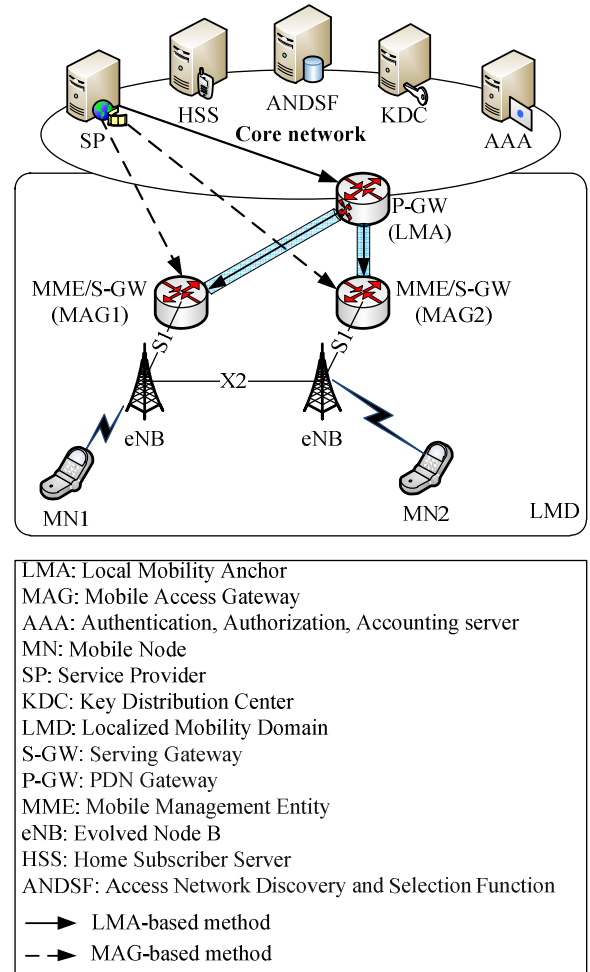 HSS
ANDSF
KDC
SP
AAA
Core network
P-GW
(LMA)
MME/S-GW
(MAG1)
MME/S-GW
(MAG2)
S1
S1
X2
eNB
eNB
MN1
MN2
LMD
LMA: Local Mobility Anchor
MAG: Mobile Access Gateway
AAA: Authentication, Authorization, Accounting server
MN: Mobile Node
SP: Service Provider
KDC: Key Distribution Center
LMD: Localized Mobility Domain
S-GW: Serving Gateway
P-GW: PDN Gateway
MME: Mobile Management Entity
eNB: Evolved Node B
HSS: Home Subscriber Server
ANDSF: Access Network Discovery and Selection Function
LMA-based method
MAG-based method